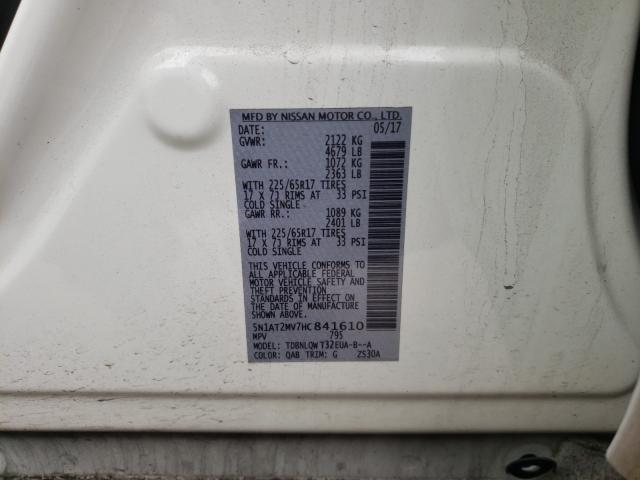 MFD BY NISSAN MOTOR CO., LTD.
DATE: 05/17
GVWR: 2122 KG
4679 LB
GAWR FR.: 1072 KG
2363 LB
WITH 225/65R17 TIRES
17 X 7J RIMS AT 33 PSI
COLD SINGLE
GAWR RR.: 1089 KG
2401 LB
WITH 225/65R17 TIRES
17 X 7J RIMS AT 33 PSI
COLD SINGLE
THIS VEHICLE CONFORMS TO
ALL APPLICABLE FEDERAL
MOTOR VEHICLE SAFETY AND
THEFT PREVENTION
STANDARDS IN EFFECT ON
THE DATE OF MANUFACTURE
SHOWN ABOVE.
5N1AT2MV7HC841610
MPV 795
TDBNLQW T32EUA-B--A
COLOR: QAB TRIM: G ZS30A